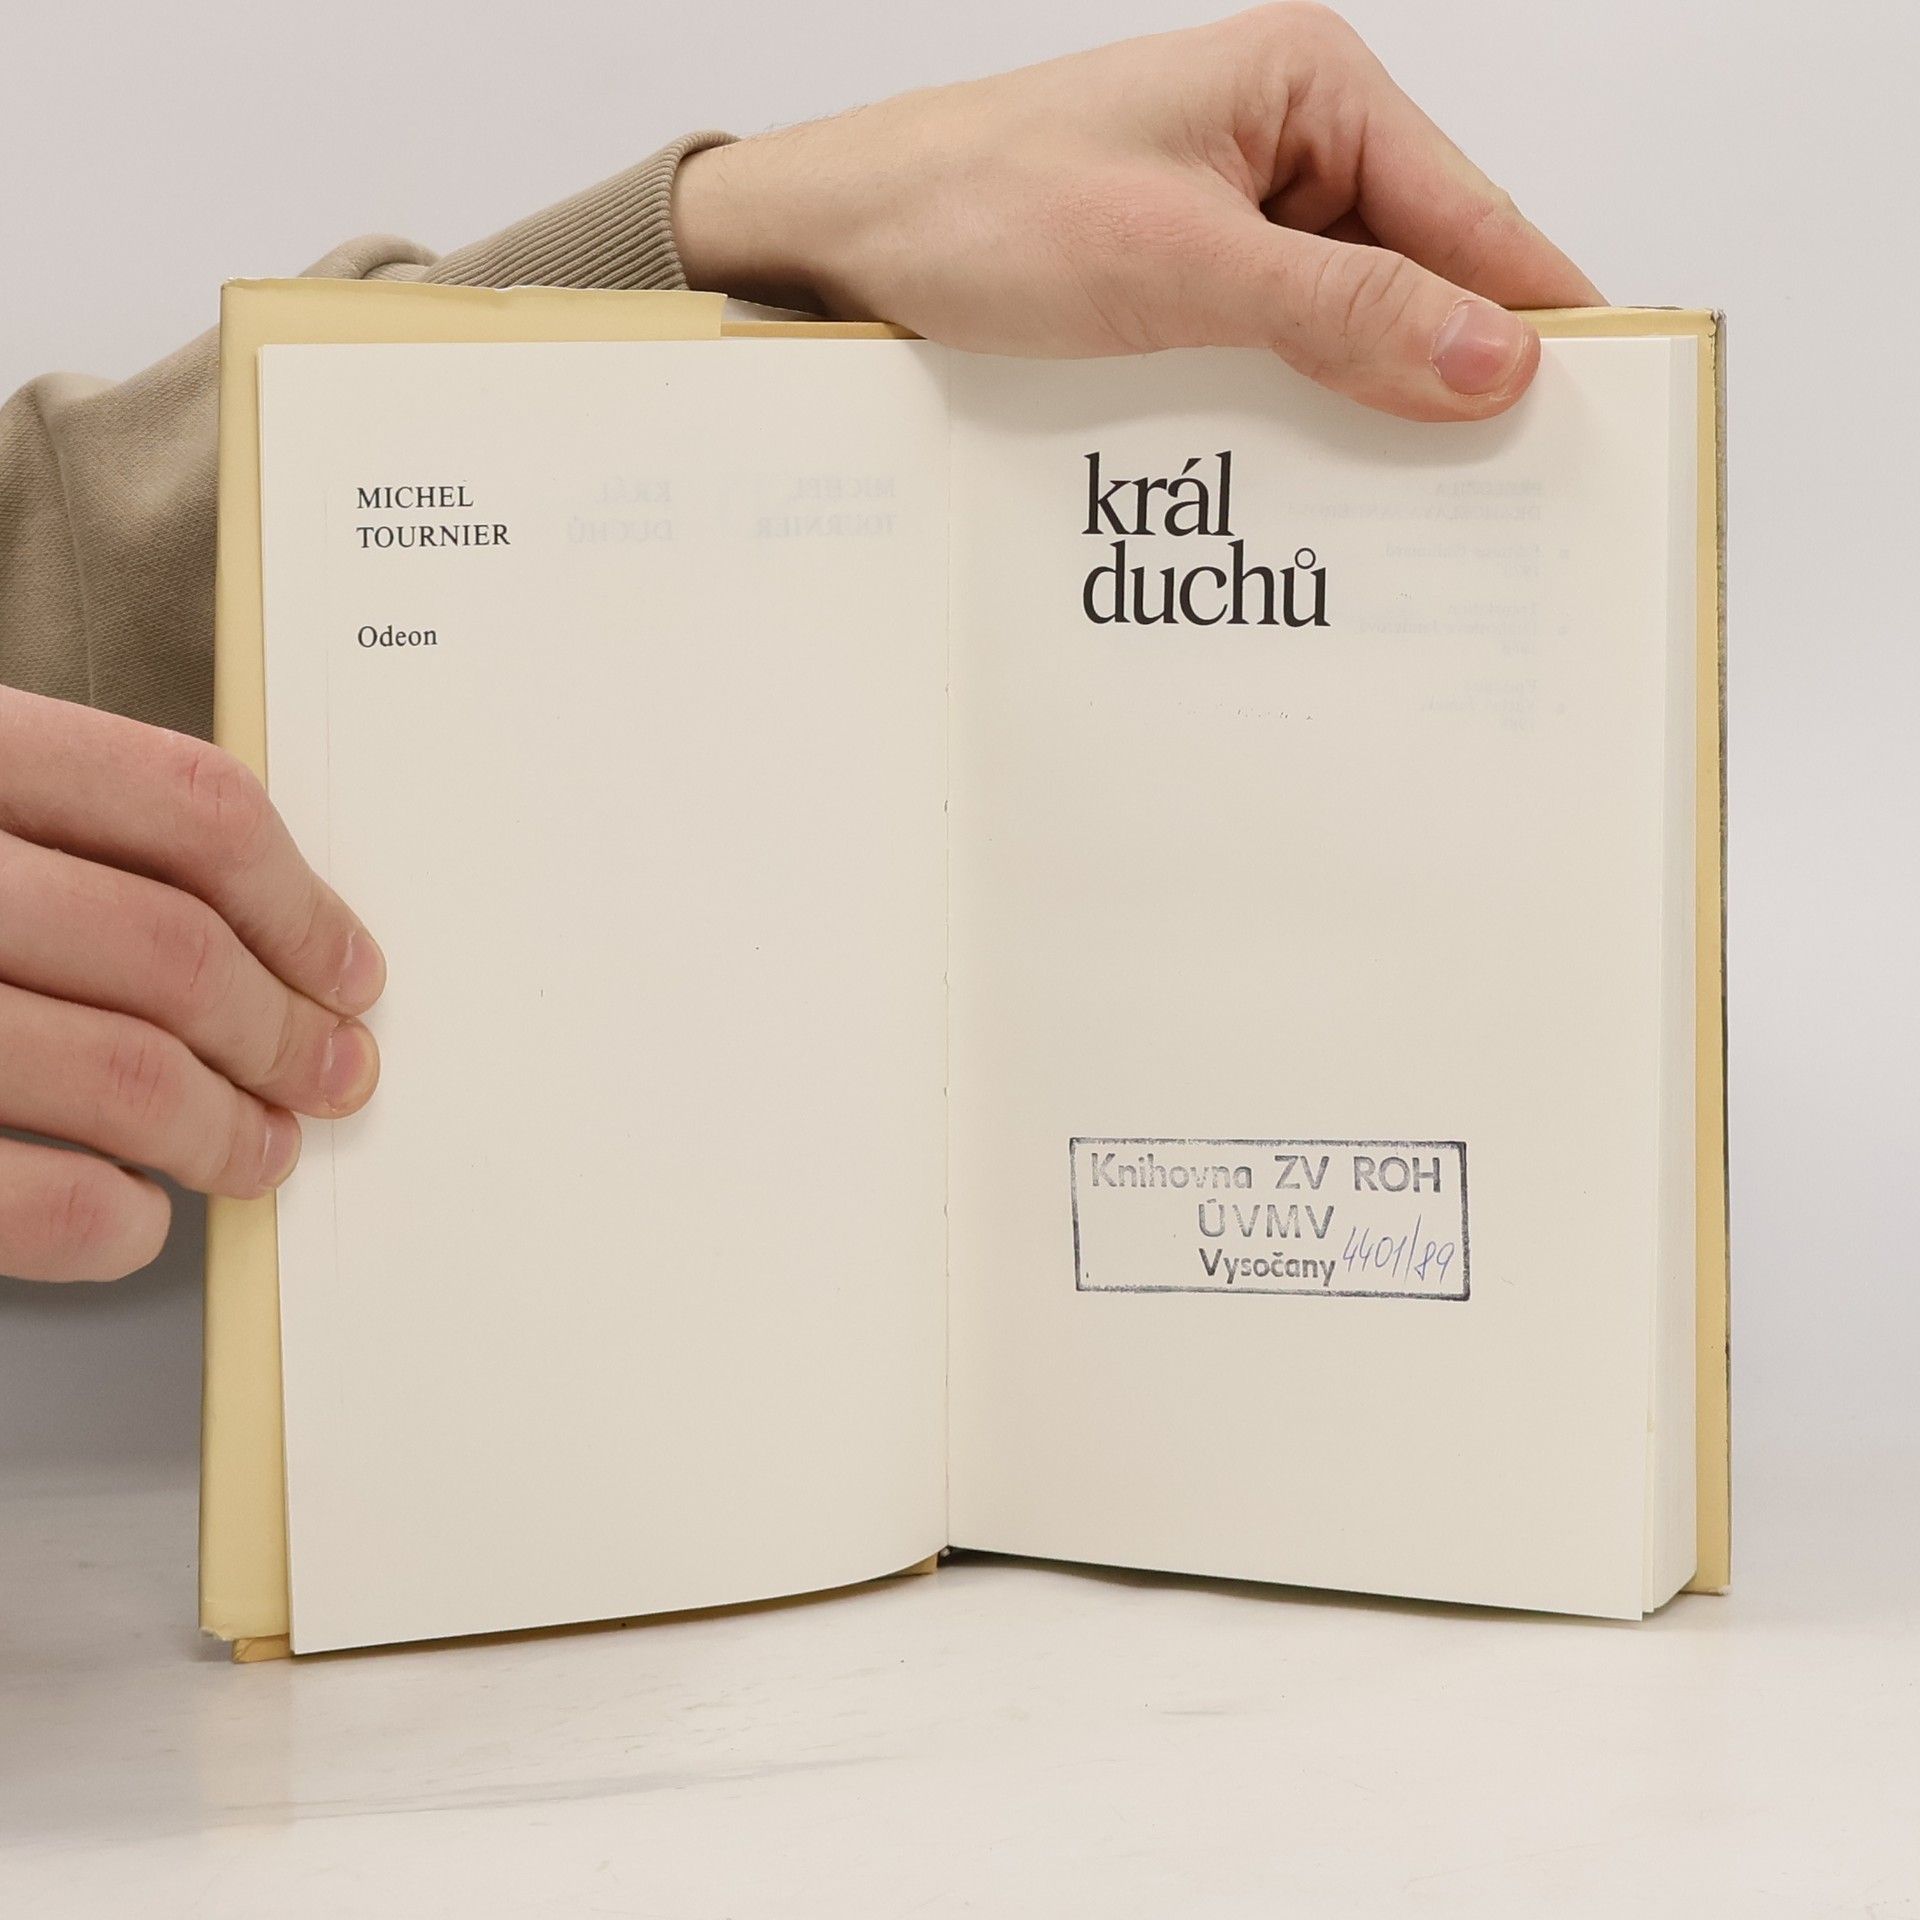 MICHEL
TOURNIER
Odeon
král
duchů
Knihovna ZV ROH
ÚVMV
Vysočany 4401/89